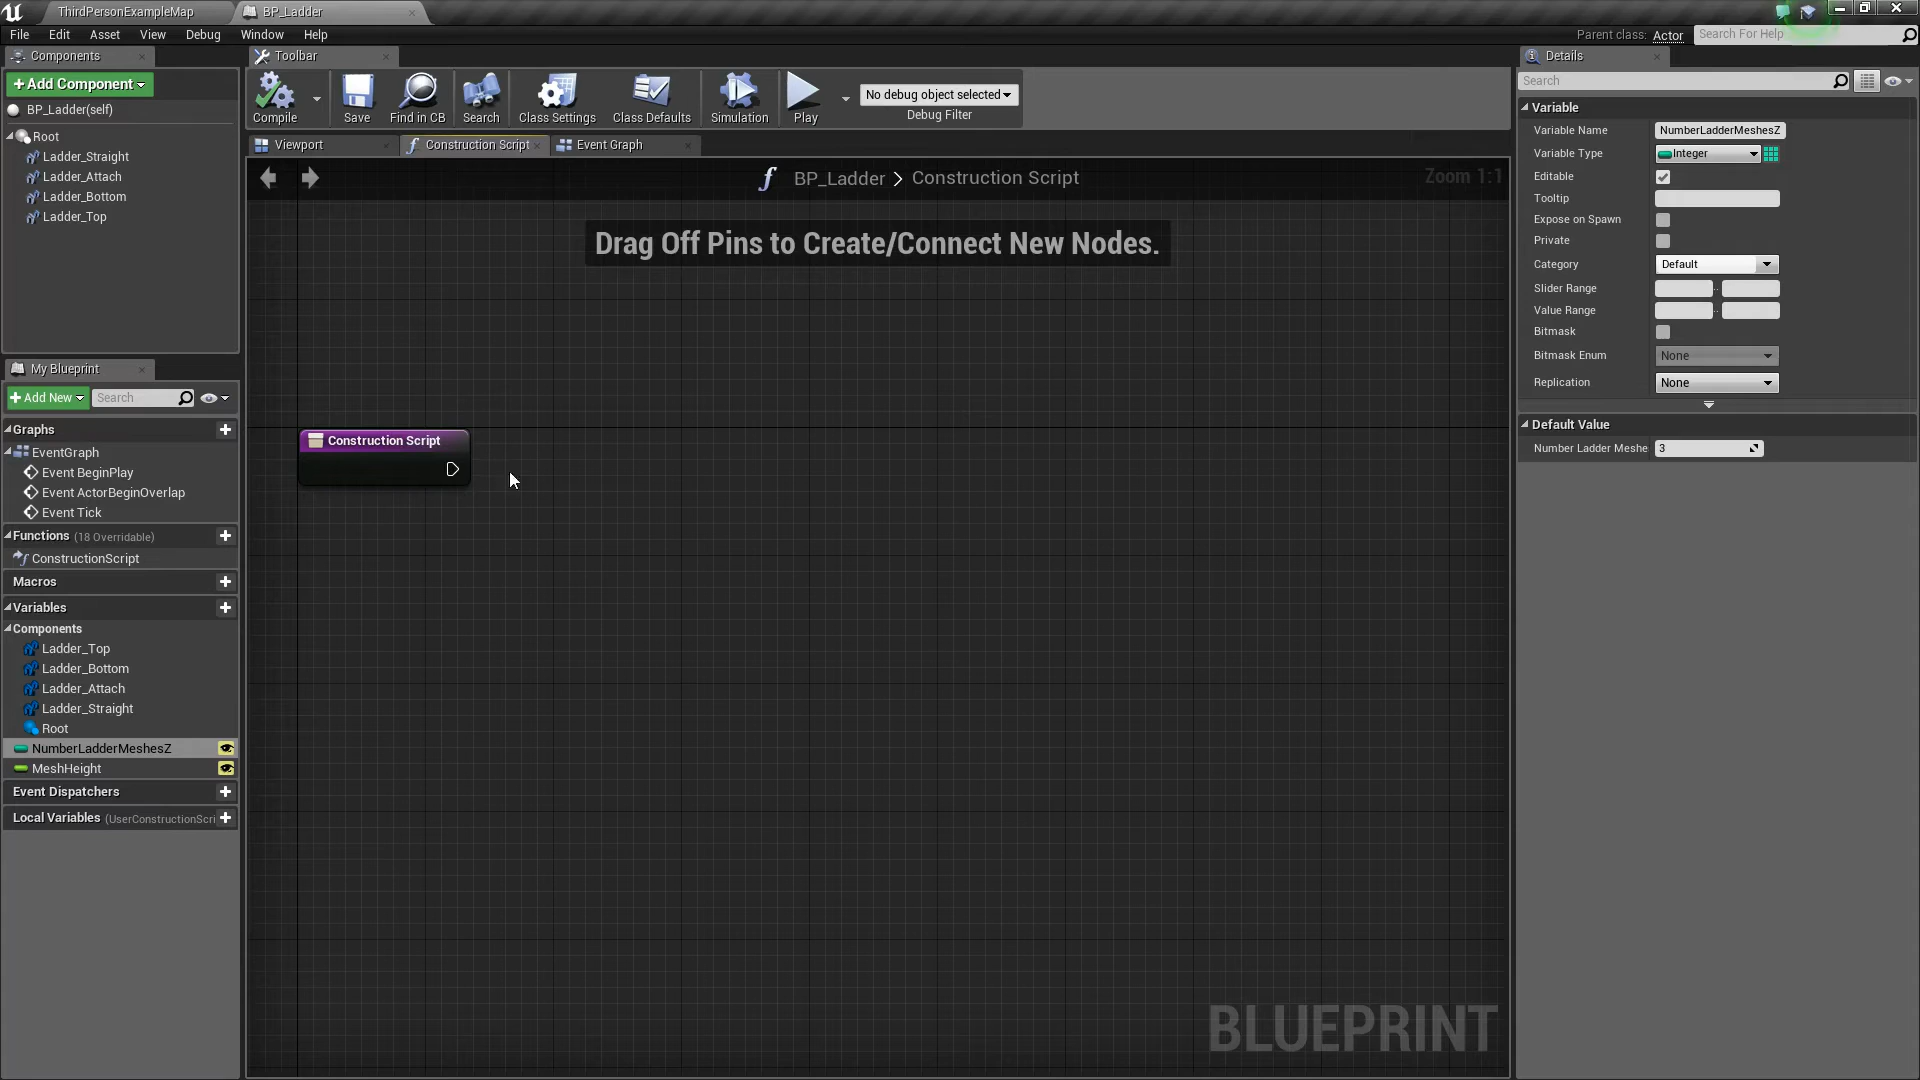 ThirdPersonExampleMap
BP_Ladder
File Edit Asset View Window Debug Window Help
Parent class: Actor
Search For Help
Components
Toolbar
Details
+Add Component
BP_Ladder(self)
Root
Ladder_Straight
Ladder_Attach
Ladder_Bottom
Ladder_Top
Compile
Save
Find in CB
Search
Class Settings
Class Defaults
Simulation
Play
No debug object selected
Debug Filter
Viewport
Construction Script
Event Graph
BP_Ladder > Construction Script
Zoom 1:1
Drag Off Pins to Create/Connect New Nodes.
Construction Script
BLUEPRINT
My Blueprint
+Add New
Search
Graphs
EventGraph
Event BeginPlay
Event ActorBeginOverlap
Event Tick
Functions (18 Overridable)
ConstructionScript
Macros
Variables
Components
Ladder_Top
Ladder_Bottom
Ladder_Attach
Ladder_Straight
Root
NumberLadderMeshesZ
MeshHeight
Event Dispatchers
Local Variables (UserConstructionScri
Search
Variable
Variable Name NumberLadderMeshesZ
Variable Type Integer
Editable
Tooltip
Expose on Spawn
Private
Category Default
Slider Range
Value Range
Bitmask
Bitmask Enum None
Replication None
Default Value
Number Ladder Meshe 3